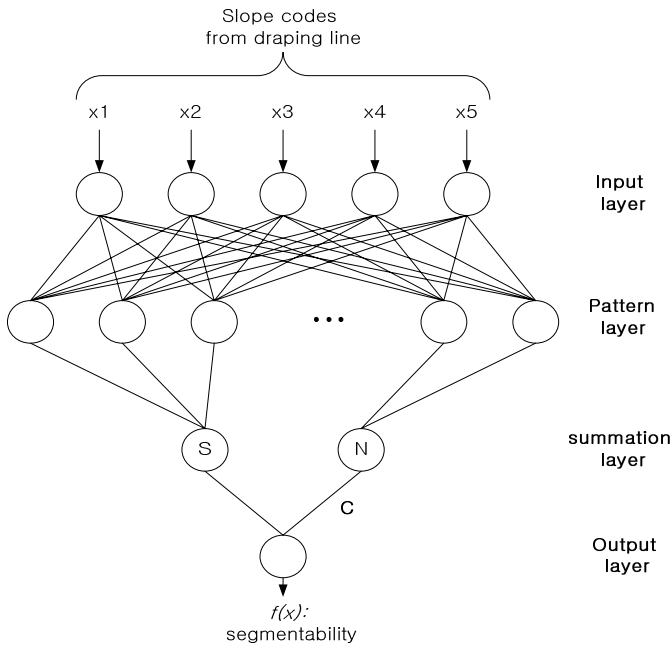 Slope codes
from draping line
x1 x2 x3 x4 x5
Input
layer
Pattern
layer
...
S N
summation
layer
C
Output
layer
f(x):
segmentability